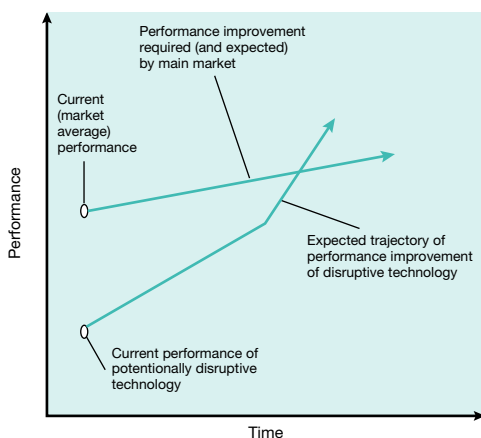 Performance improvement
required (and expected)
by main market
Current
(market
average)
performance
Performance
Expected trajectory of
performance improvement
of disruptive technology
Current performance of
potentially disruptive
technology
Time